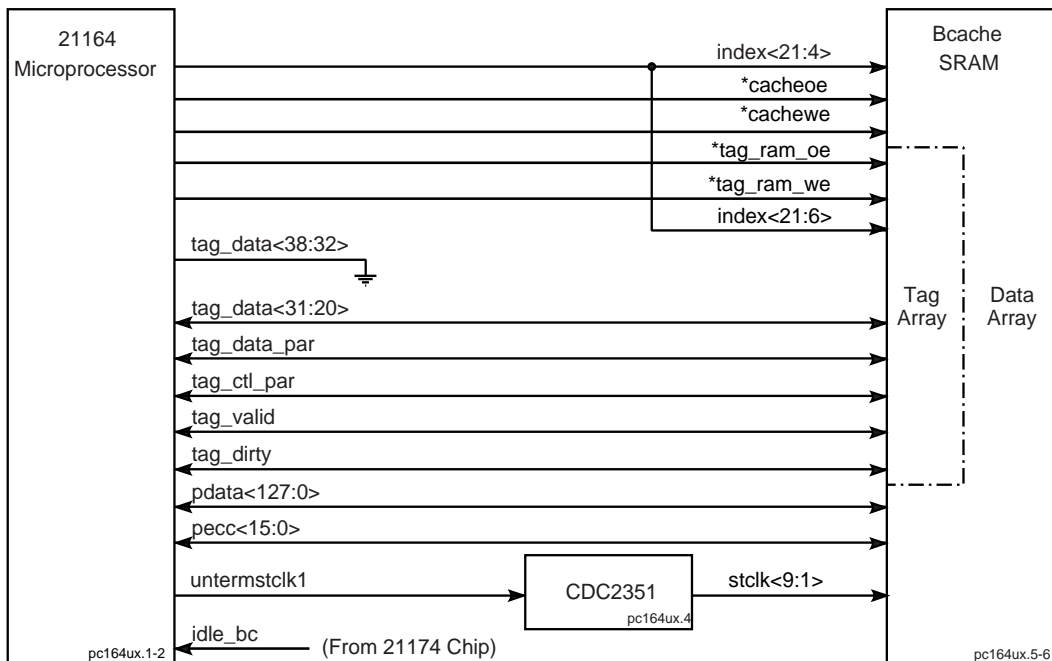 21164
Microprocessor
Bcache
SRAM
index<21:4>
*cacheoe
*cachewe
*tag_ram_oe
*tag_ram_we
index<21:6>
tag_data<38:32>
tag_data<31:20>
Tag
Array
Data
Array
tag_data_par
tag_ctl_par
tag_valid
tag_dirty
pdata<127:0>
pecc<15:0>
untermstclk1
CDC2351
pc164ux.4
stclk<9:1>
idle_bc
(From 21174 Chip)
pc164ux.1-2
pc164ux.5-6